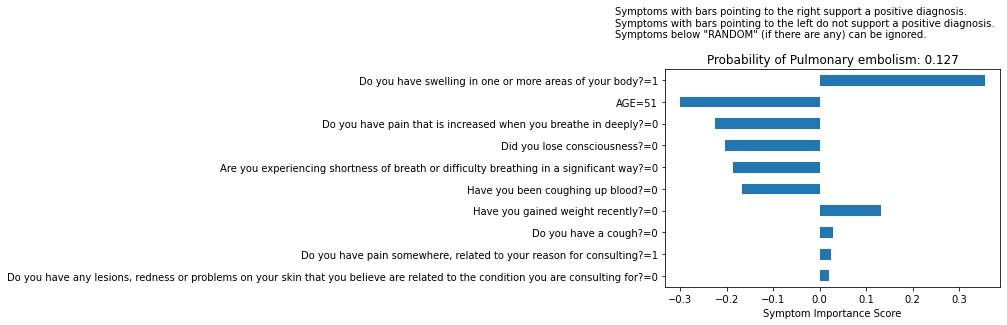 Symptoms with bars pointing to the right support a positive diagnosis.
Symptoms with bars pointing to the left do not support a positive diagnosis.
Symptoms below "RANDOM" (if there are any) can be ignored.
Probability of Pulmonary embolism: 0.127
Do you have swelling in one or more areas of your body?=1
AGE=51
Do you have pain that is increased when you breathe in deeply?=0
Did you lose consciousness?=0
Are you experiencing shortness of breath or difficulty breathing in a significant way?=0
Have you been coughing up blood?=0
Have you gained weight recently?=0
Do you have a cough?=0
Do you have pain somewhere, related to your reason for consulting?=1
Do you have any lesions, redness or problems on your skin that you believe are related to the condition you are consulting for?=0
−0.3 −0.2 −0.1 0.0 0.1 0.2 0.3
Symptom Importance Score